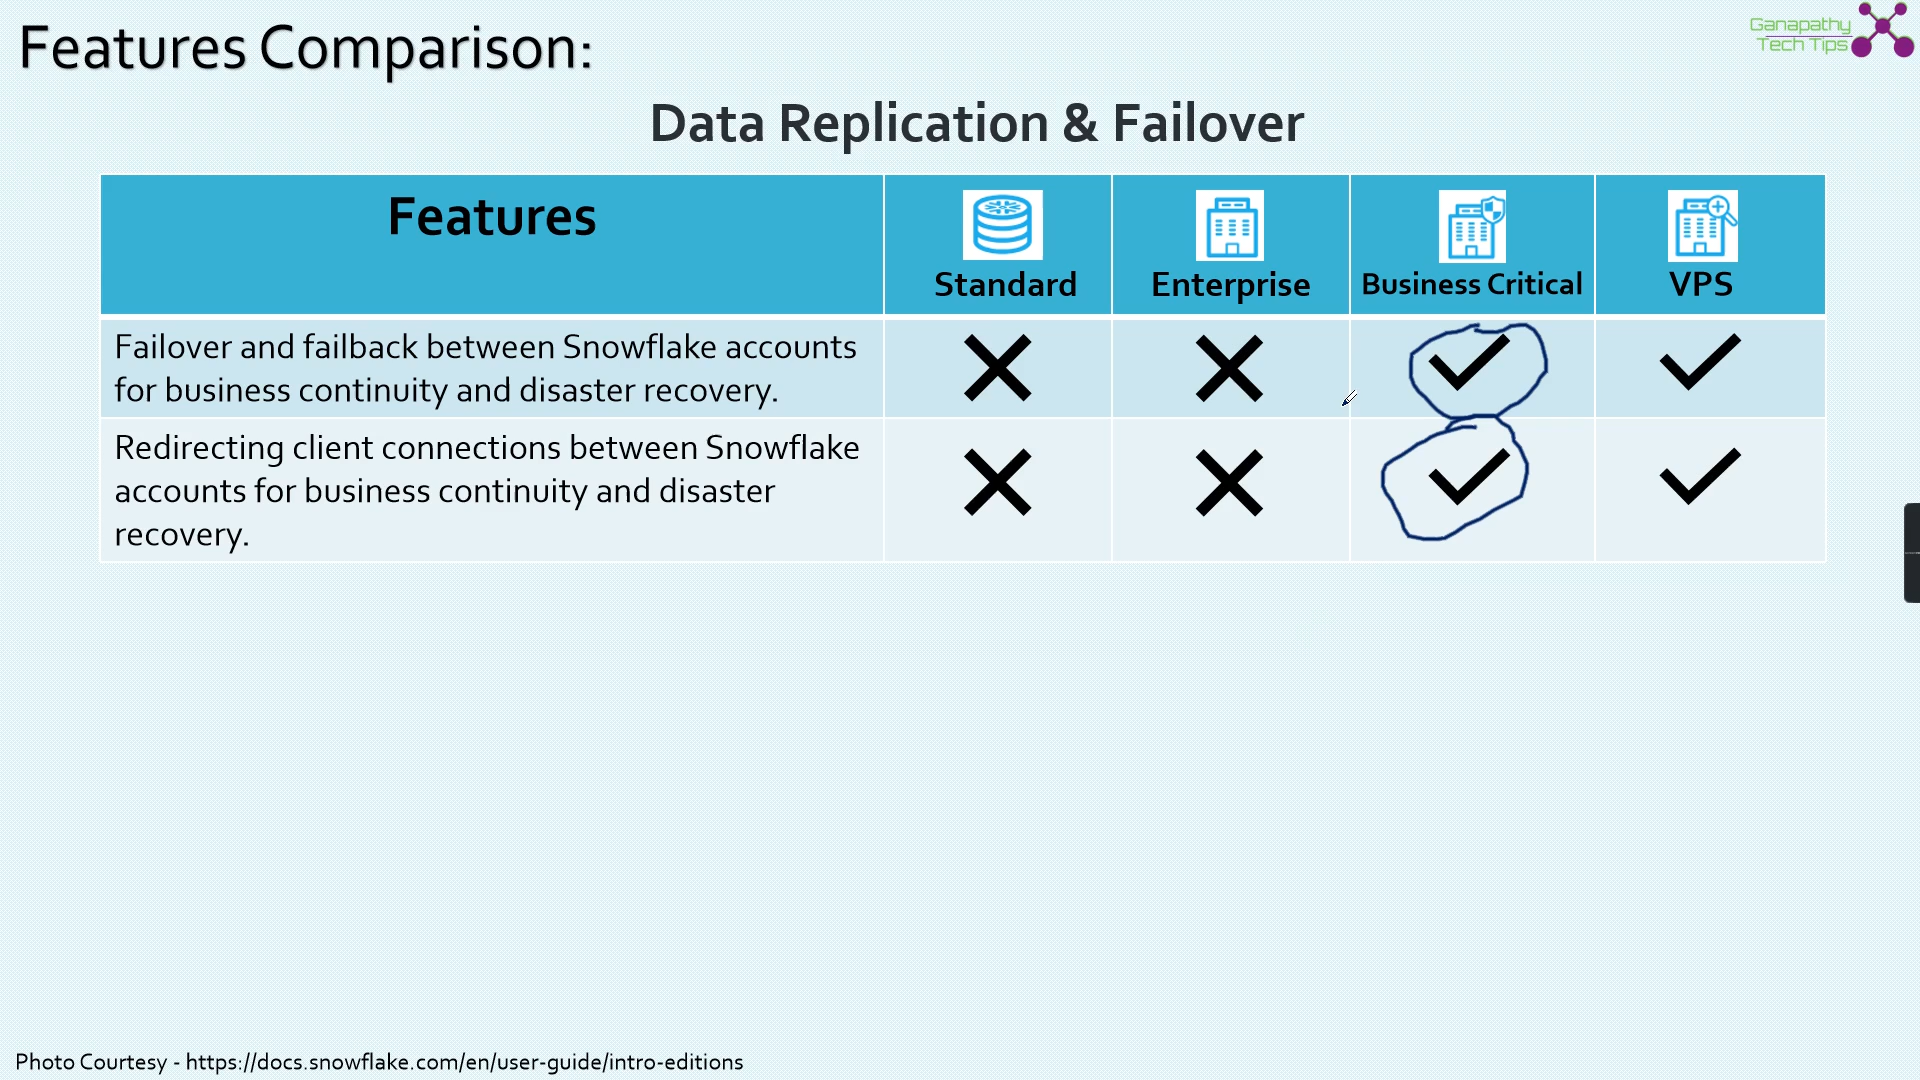 Features Comparison:
Ganapathy
Tech Tips
Data Replication & Failover
Features
Standard
Enterprise
Business Critical
VPS
Failover and failback between Snowflake accounts
for business continuity and disaster recovery.
Redirecting client connections between Snowflake
accounts for business continuity and disaster
recovery.
Photo Courtesy - https://docs.snowflake.com/en/user-guide/intro-editions